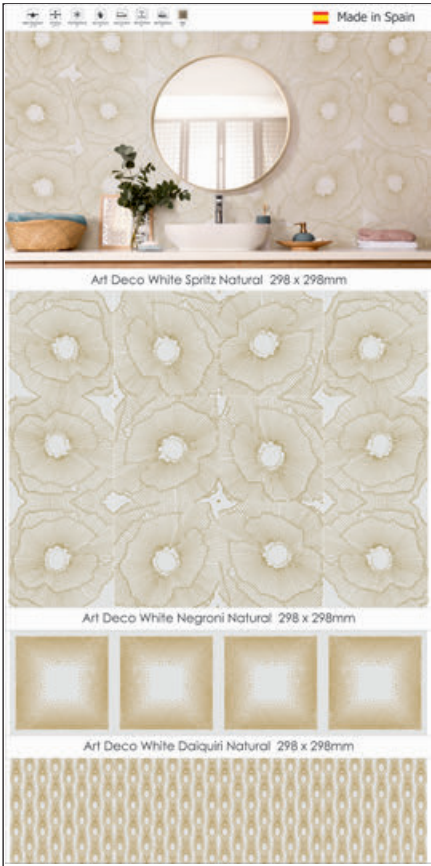 Made in Spain
Art Deco White Spritz Natural 298 x 298mm
Art Deco White Negroni Natural 298 x 298mm
Art Deco White Daiquiri Natural 298 x 298mm